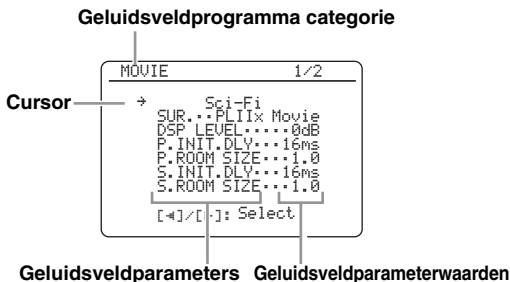 Geluidsveldprogramma categorie
MOVIE 1/2
Cursor → Sci-Fi
SUR.··PLIIx Movie
DSP LEVEL·····0dB
P.INIT.DLY···16ms
P.ROOM SIZE···1.0
S.INIT.DLY···16ms
S.ROOM SIZE···1.0
[◄]/[►]: Select
Geluidsveldparameters Geluidsveldparameterwaarden